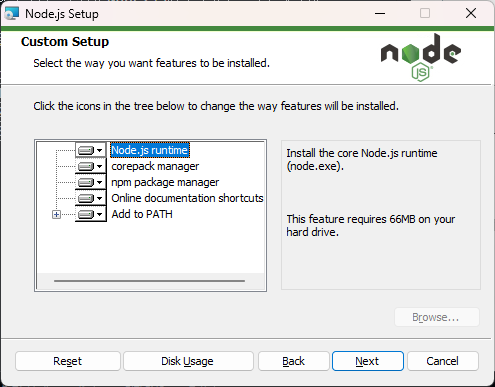 Node.js Setup
Custom Setup
Select the way you want features to be installed.
node
JS
Click the icons in the tree below to change the way features will be installed.
Node.js runtime
corepack manager
npm package manager
Online documentation shortcuts
Add to PATH
Install the core Node.js runtime
(node.exe).
This feature requires 66MB on your
hard drive.
Browse...
Reset
Disk Usage
Back
Next
Cancel